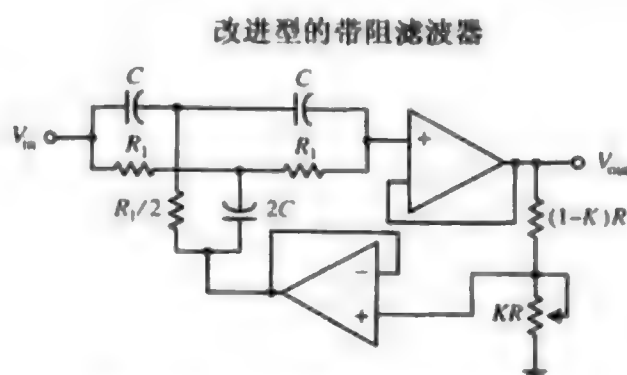 改进型的带阻滤波器
C
C
V_in
R₁
R₁
V_out
R₁/2
2C
(1-K)R
+
-
+
KR